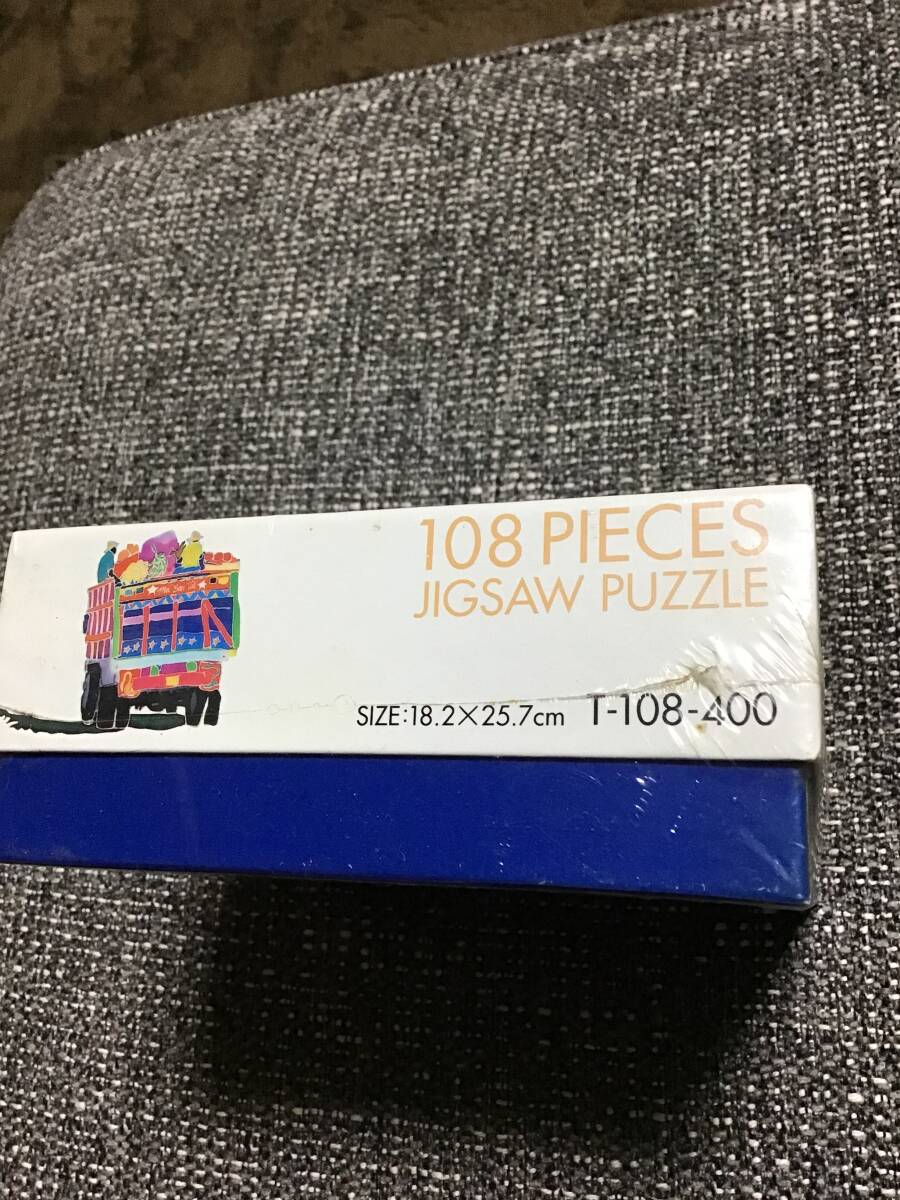 108 PIECES
JIGSAW PUZZLE
SIZE:18.2×25.7cm T-108-400